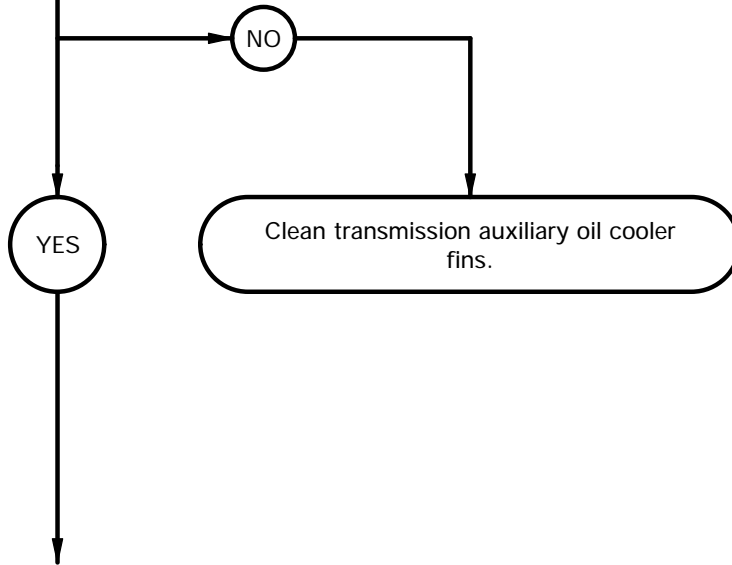 NO
YES
Clean transmission auxiliary oil cooler
fins.